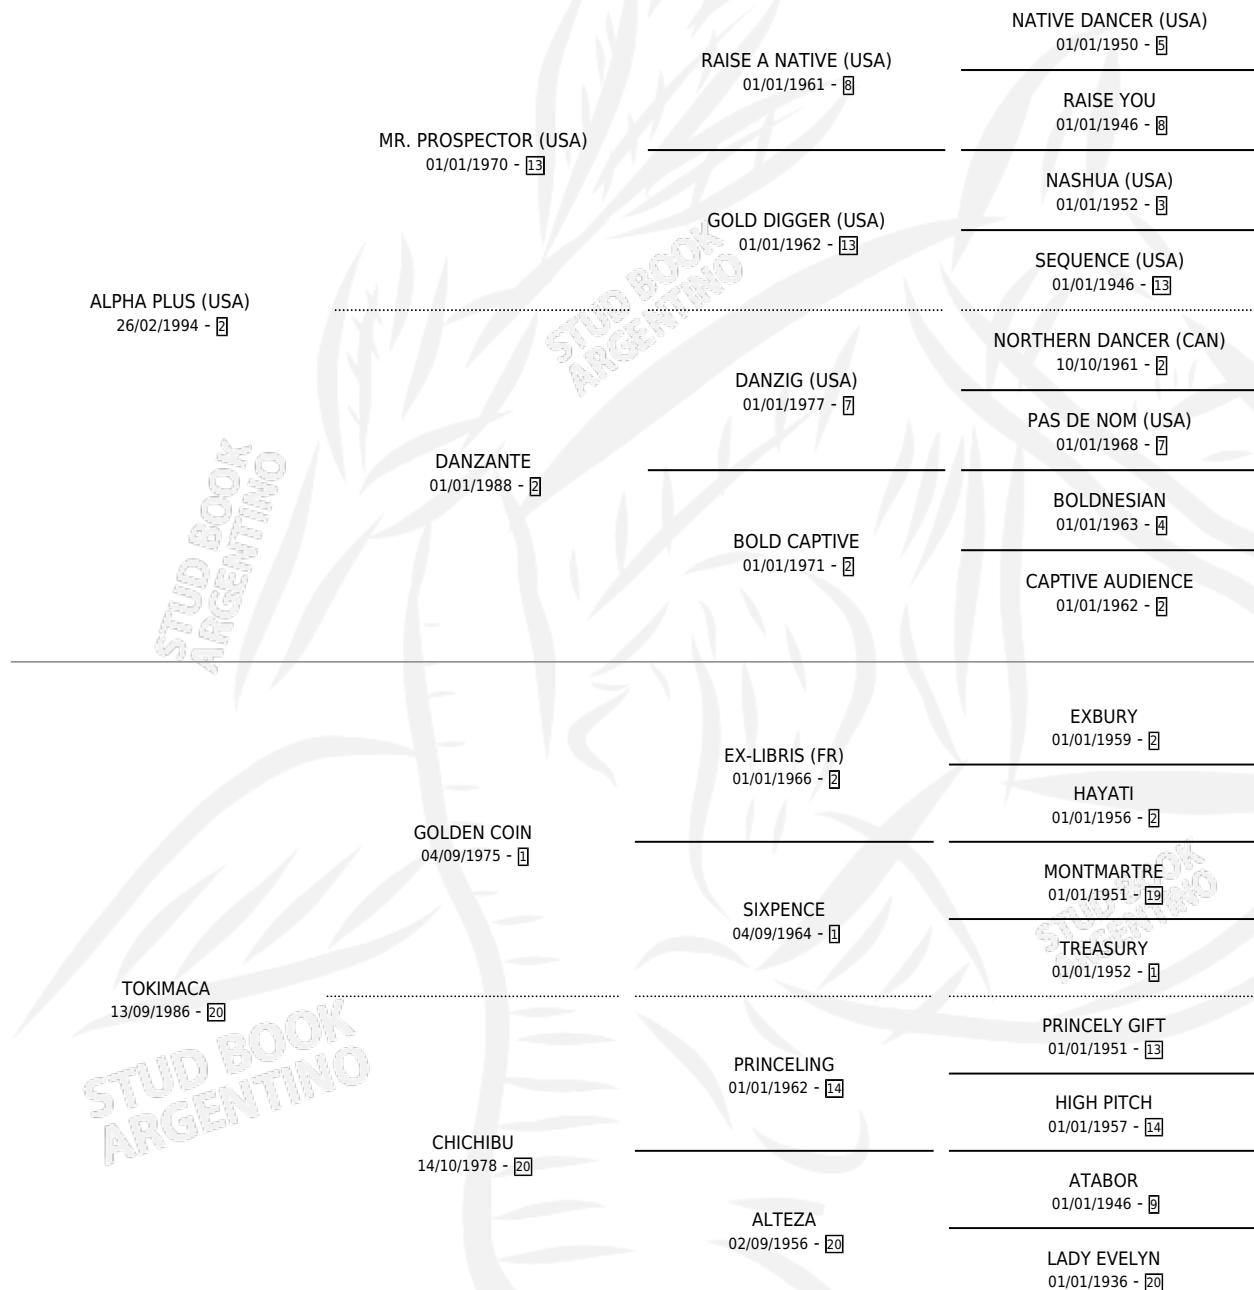 NATIVE DANCER (USA)
01/01/1950 - 5
RAISE A NATIVE (USA)
01/01/1961 - 8
RAISE YOU
01/01/1946 - 8
MR. PROSPECTOR (USA)
01/01/1970 - 13
NASHUA (USA)
01/01/1952 - 3
GOLD DIGGER (USA)
01/01/1962 - 13
SEQUENCE (USA)
01/01/1946 - 13
STUD BOOK
ARGENTINO
ALPHA PLUS (USA)
26/02/1994 - 2
NORTHERN DANCER (CAN)
10/10/1961 - 2
DANZIG (USA)
01/01/1977 - 7
PAS DE NOM (USA)
01/01/1968 - 7
DANZANTE
01/01/1988 - 2
BOLDNESIAN
01/01/1963 - 4
BOLD CAPTIVE
01/01/1971 - 2
CAPTIVE AUDIENCE
01/01/1962 - 2
STUD BOOK
ARGENTINO
EXBURY
01/01/1959 - 2
EX-LIBRIS (FR)
01/01/1966 - 2
HAYATI
01/01/1956 - 2
GOLDEN COIN
04/09/1975 - 1
MONTMARTRE
01/01/1951 - 19
SIXPENCE
04/09/1964 - 1
TREASURY
01/01/1952 - 1
STUD BOOK
ARGENTINO
TOKIMACA
13/09/1986 - 20
PRINCELY GIFT
01/01/1951 - 13
PRINCELING
01/01/1962 - 14
HIGH PITCH
01/01/1957 - 14
STUD BOOK
ARGENTINO
CHICHIBU
14/10/1978 - 20
ATABOR
01/01/1946 - 9
ALTEZA
02/09/1956 - 20
LADY EVELYN
01/01/1936 - 20